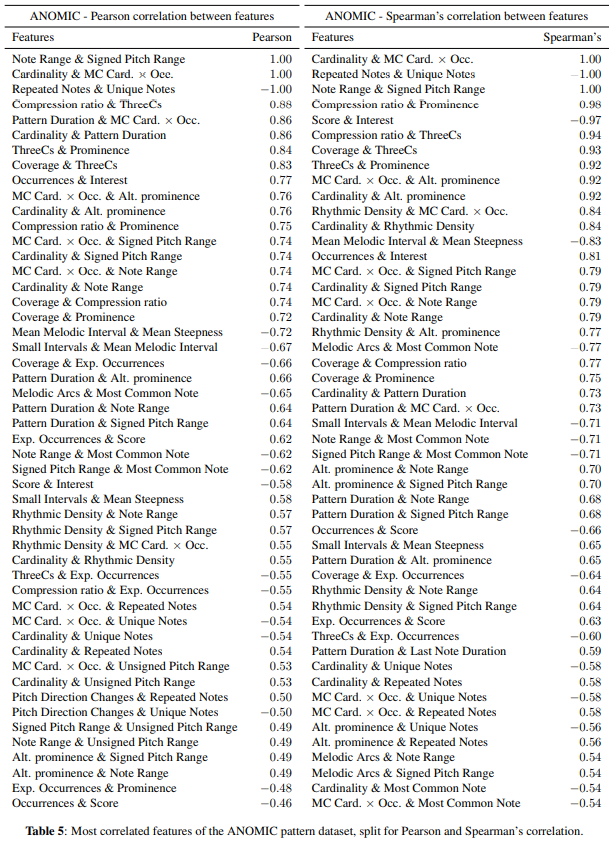 ANOMIC - Pearson correlation between features
Features Pearson
Note Range & Signed Pitch Range 1.00
Cardinality & MC Card. × Occ. 1.00
Repeated Notes & Unique Notes −1.00
Compression ratio & ThreeCs 0.88
Pattern Duration & MC Card. × Occ. 0.86
Cardinality & Pattern Duration 0.86
ThreeCs & Prominence 0.84
Coverage & ThreeCs 0.83
Occurrences & Interest 0.77
MC Card. × Occ. & Alt. prominence 0.76
Cardinality & Alt. prominence 0.76
Compression ratio & Prominence 0.75
MC Card. × Occ. & Signed Pitch Range 0.74
Cardinality & Signed Pitch Range 0.74
MC Card. × Occ. & Note Range 0.74
Cardinality & Note Range 0.74
Coverage & Compression ratio 0.74
Coverage & Prominence 0.72
Mean Melodic Interval & Mean Steepness −0.72
Small Intervals & Mean Melodic Interval −0.67
Coverage & Exp. Occurrences −0.66
Pattern Duration & Alt. prominence 0.66
Melodic Arcs & Most Common Note −0.65
Pattern Duration & Note Range 0.64
Pattern Duration & Signed Pitch Range 0.64
Exp. Occurrences & Score 0.62
Note Range & Most Common Note −0.62
Signed Pitch Range & Most Common Note −0.62
Score & Interest −0.58
Small Intervals & Mean Steepness 0.58
Rhythmic Density & Note Range 0.57
Rhythmic Density & Signed Pitch Range 0.57
Rhythmic Density & MC Card. × Occ. 0.55
Cardinality & Rhythmic Density 0.55
ThreeCs & Exp. Occurrences −0.55
Compression ratio & Exp. Occurrences −0.55
MC Card. × Occ. & Repeated Notes 0.54
MC Card. × Occ. & Unique Notes −0.54
Cardinality & Unique Notes −0.54
Cardinality & Repeated Notes 0.54
MC Card. × Occ. & Unsigned Pitch Range 0.53
Cardinality & Unsigned Pitch Range 0.53
Pitch Direction Changes & Repeated Notes 0.50
Pitch Direction Changes & Unique Notes −0.50
Signed Pitch Range & Unsigned Pitch Range 0.49
Note Range & Unsigned Pitch Range 0.49
Alt. prominence & Signed Pitch Range 0.49
Alt. prominence & Note Range 0.49
Exp. Occurrences & Prominence −0.48
Occurrences & Score −0.46
ANOMIC - Spearman's correlation between features
Features Spearman's
Cardinality & MC Card. × Occ. 1.00
Repeated Notes & Unique Notes −1.00
Note Range & Signed Pitch Range 1.00
Compression ratio & Prominence 0.98
Score & Interest −0.97
Compression ratio & ThreeCs 0.94
Coverage & ThreeCs 0.93
ThreeCs & Prominence 0.92
MC Card. × Occ. & Alt. prominence 0.92
Cardinality & Alt. prominence 0.92
Rhythmic Density & MC Card. × Occ. 0.84
Cardinality & Rhythmic Density 0.84
Mean Melodic Interval & Mean Steepness −0.83
Occurrences & Interest 0.81
MC Card. × Occ. & Signed Pitch Range 0.79
Cardinality & Signed Pitch Range 0.79
MC Card. × Occ. & Note Range 0.79
Cardinality & Note Range 0.79
Rhythmic Density & Alt. prominence 0.77
Melodic Arcs & Most Common Note −0.77
Coverage & Compression ratio 0.77
Coverage & Prominence 0.75
Cardinality & Pattern Duration 0.73
Pattern Duration & MC Card. × Occ. 0.73
Small Intervals & Mean Melodic Interval −0.71
Note Range & Most Common Note −0.71
Signed Pitch Range & Most Common Note −0.71
Alt. prominence & Note Range 0.70
Alt. prominence & Signed Pitch Range 0.70
Pattern Duration & Note Range 0.68
Pattern Duration & Signed Pitch Range 0.68
Occurrences & Score −0.66
Small Intervals & Mean Steepness 0.65
Pattern Duration & Alt. prominence 0.65
Coverage & Exp. Occurrences −0.64
Rhythmic Density & Note Range 0.64
Rhythmic Density & Signed Pitch Range 0.64
Exp. Occurrences & Score 0.63
ThreeCs & Exp. Occurrences −0.60
Pattern Duration & Last Note Duration 0.59
Cardinality & Unique Notes −0.58
Cardinality & Repeated Notes 0.58
MC Card. × Occ. & Unique Notes −0.58
MC Card. × Occ. & Repeated Notes 0.58
Alt. prominence & Unique Notes −0.56
Alt. prominence & Repeated Notes 0.56
Melodic Arcs & Note Range 0.54
Melodic Arcs & Signed Pitch Range 0.54
Cardinality & Most Common Note −0.54
MC Card. × Occ. & Most Common Note −0.54
Table 5: Most correlated features of the ANOMIC pattern dataset, split for Pearson and Spearman's correlation.